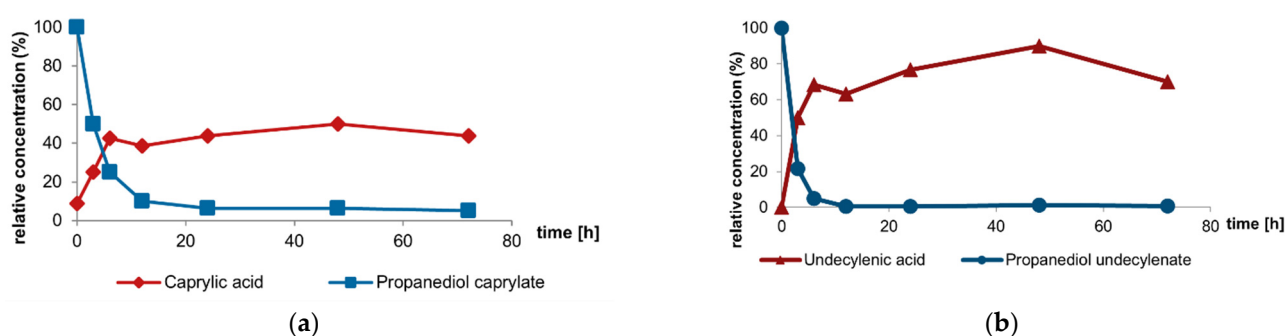 relative concentration (%)
100
80
60
40
20
0
0
20
40
60
80
time [h]
Caprylic acid
Propanediol caprylate
(a)
relative concentration (%)
100
80
60
40
20
0
0
20
40
60
80
time [h]
Undecylenic acid
Propanediol undecylenate
(b)